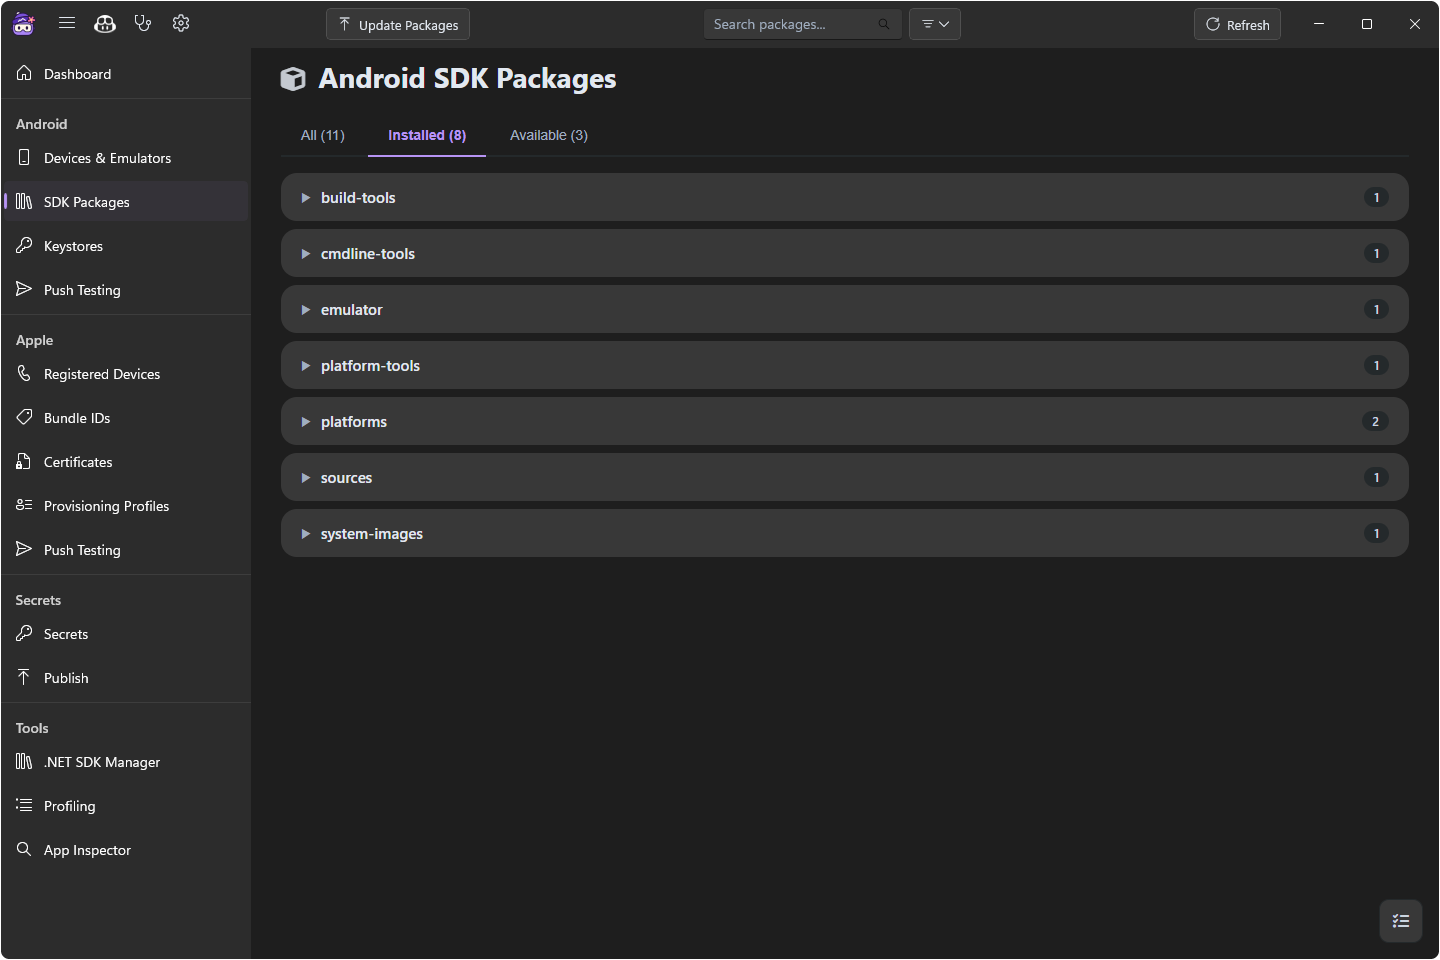 Update Packages
Search packages...
Refresh
Dashboard
Android
Devices & Emulators
SDK Packages
Keystores
Push Testing
Apple
Registered Devices
Bundle IDs
Certificates
Provisioning Profiles
Push Testing
Secrets
Secrets
Publish
Tools
.NET SDK Manager
Profiling
App Inspector
Android SDK Packages
All (11) Installed (8) Available (3)
build-tools 1
cmdline-tools 1
emulator 1
platform-tools 1
platforms 2
sources 1
system-images 1